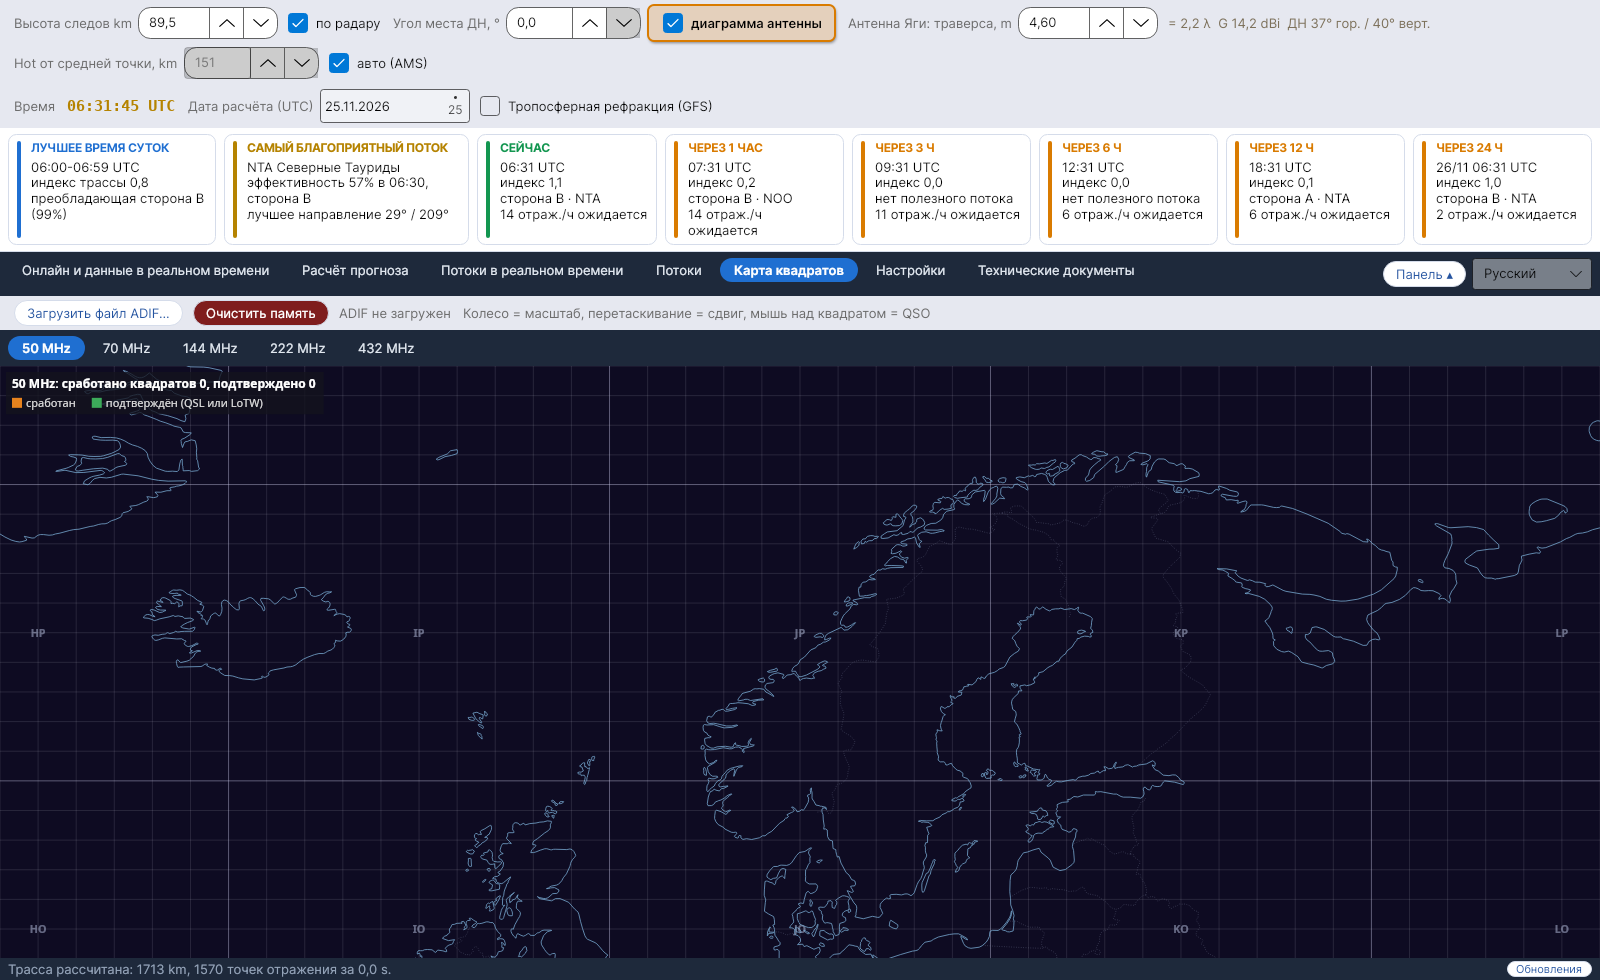 Высота следов km 89,5 по радару Угол места ДН, ° 0,0 диаграмма антенны Антенна Яги: траверса, m 4,60 = 2,2 λ G 14,2 dBi ДН 37° гор. / 40° верт.
Hot от средней точки, km 151 авто (AMS)
Время 06:31:45 UTC Дата расчёта (UTC) 25.11.2026 25 Тропосферная рефракция (GFS)
ЛУЧШЕЕ ВРЕМЯ СУТОК
06:00-06:59 UTC
индекс трассы 0,8
преобладающая сторона B
(99%)
САМЫЙ БЛАГОПРИЯТНЫЙ ПОТОК
NTA Северные Тауриды
эффективность 57% в 06:30,
сторона B
лучшее направление 29° / 209°
СЕЙЧАС
06:31 UTC
индекс 1,1
сторона B · NTA
14 отраж./ч ожидается
ЧЕРЕЗ 1 ЧАС
07:31 UTC
индекс 0,2
сторона B · NOO
14 отраж./ч
ожидается
ЧЕРЕЗ 3 Ч
09:31 UTC
индекс 0,0
нет полезного потока
11 отраж./ч ожидается
ЧЕРЕЗ 6 Ч
12:31 UTC
индекс 0,0
нет полезного потока
6 отраж./ч ожидается
ЧЕРЕЗ 12 Ч
18:31 UTC
индекс 0,1
сторона A · NTA
6 отраж./ч ожидается
ЧЕРЕЗ 24 Ч
26/11 06:31 UTC
индекс 1,0
сторона B · NTA
2 отраж./ч ожидается
Онлайн и данные в реальном времени Расчёт прогноза Потоки в реальном времени Потоки Карта квадратов Настройки Технические документы Панель ▴ Русский
Загрузить файл ADIF... Очистить память ADIF не загружен Колесо = масштаб, перетаскивание = сдвиг, мышь над квадратом = QSO
50 MHz 70 MHz 144 MHz 222 MHz 432 MHz
50 MHz: сработано квадратов 0, подтверждено 0
сработан подтверждён (QSL или LoTW)
HP IP JP KP LP
HO IO JO KO LO
Трасса рассчитана: 1713 km, 1570 точек отражения за 0,0 s. Обновления